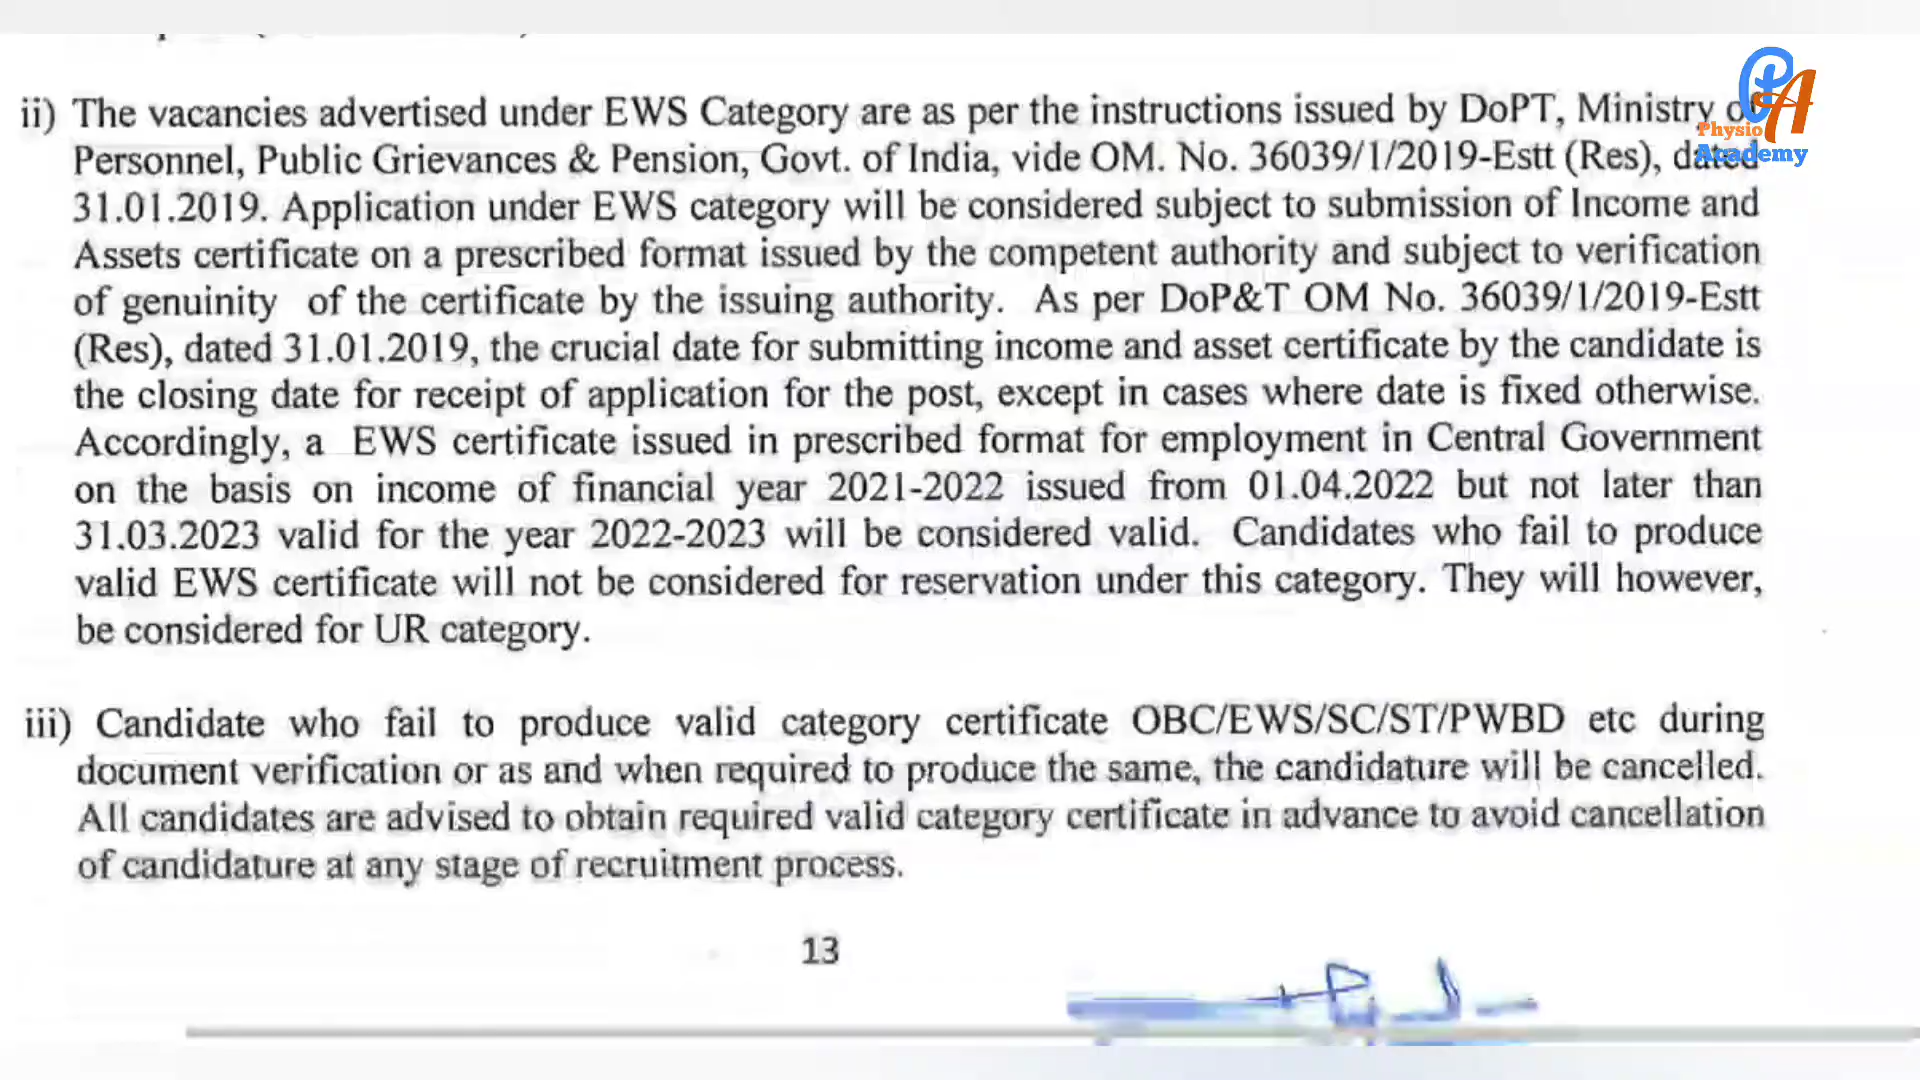 ii) The vacancies advertised under EWS Category are as per the instructions issued by DoPT, Ministry of
Personnel, Public Grievances & Pension, Govt. of India, vide OM. No. 36039/1/2019-Estt (Res), dated
31.01.2019. Application under EWS category will be considered subject to submission of Income and
Assets certificate on a prescribed format issued by the competent authority and subject to verification
of genuinity of the certificate by the issuing authority. As per DoP&T OM No. 36039/1/2019-Estt
(Res), dated 31.01.2019, the crucial date for submitting income and asset certificate by the candidate is
the closing date for receipt of application for the post, except in cases where date is fixed otherwise.
Accordingly, a EWS certificate issued in prescribed format for employment in Central Government
on the basis on income of financial year 2021-2022 issued from 01.04.2022 but not later than
31.03.2023 valid for the year 2022-2023 will be considered valid. Candidates who fail to produce
valid EWS certificate will not be considered for reservation under this category. They will however,
be considered for UR category.
iii) Candidate who fail to produce valid category certificate OBC/EWS/SC/ST/PWBD etc during
document verification or as and when required to produce the same, the candidature will be cancelled.
All candidates are advised to obtain required valid category certificate in advance to avoid cancellation
of candidature at any stage of recruitment process.
13
PA
Physio
Academy